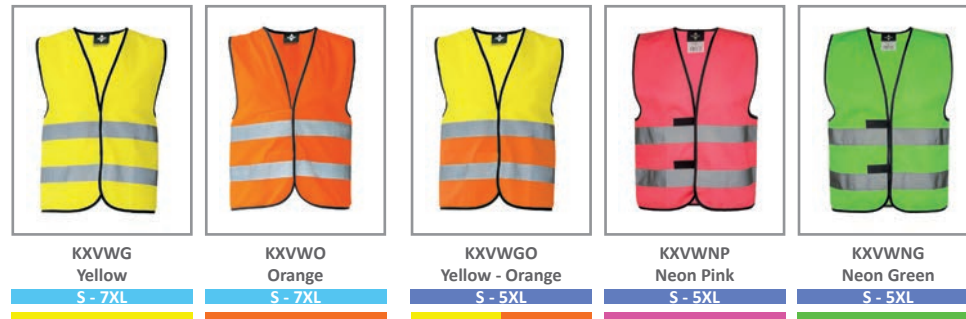 KXVWG
Yellow
S - 7XL
KXVWO
Orange
S - 7XL
KXVWGO
Yellow - Orange
S - 5XL
KXVWNP
Neon Pink
S - 5XL
KXVWNG
Neon Green
S - 5XL